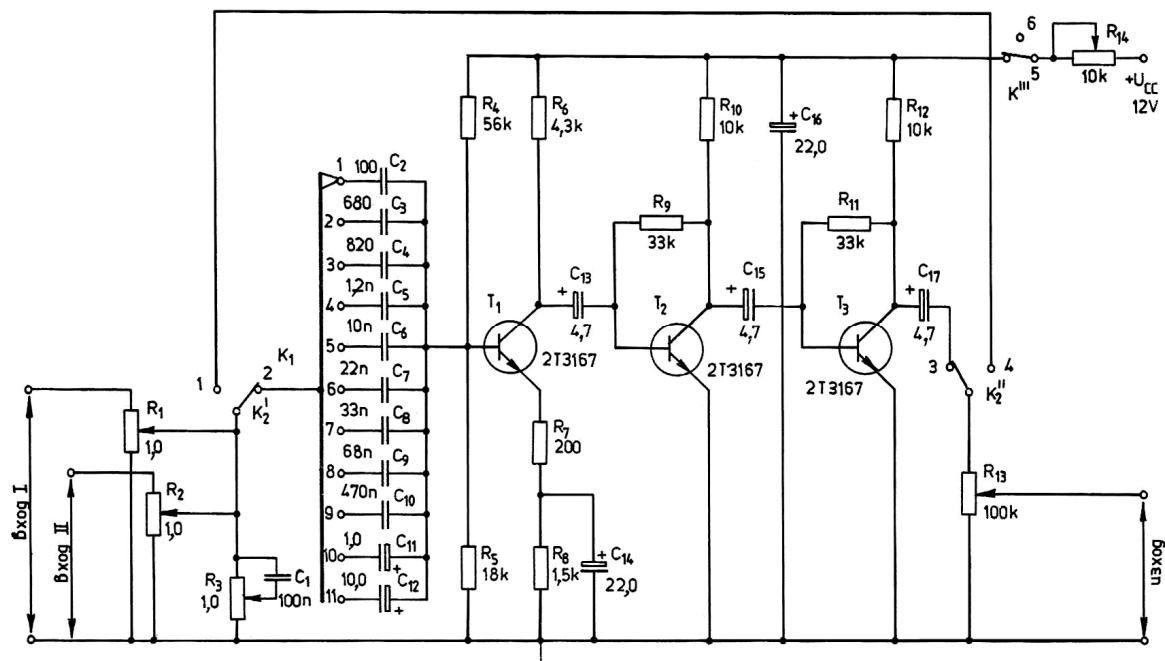 6
R14
10k
5
K'''
+UCC
12V
R4
56k
R6
4,3k
R10
10k
+ C16
22,0
R12
10k
1 100 C2
680 C3
2
820 C4
3
1,2n C5
4
10n C6
5
22n C7
6
33n C8
7
68n C9
8
470n C10
9
1,0 C11
10 +
10,0 C12
11 +
R9
33k
R11
33k
+ C13
4,7
+ C15
4,7
+ C17
4,7
T1
2T3167
T2
2T3167
T3
2T3167
K1
1
2
K2'
3
4
K2''
R1
1,0
R2
1,0
R3
1,0
C1
100n
R7
200
R5
18k
R8
1,5k
+ C14
22,0
R13
100k
вход I
вход II
изход